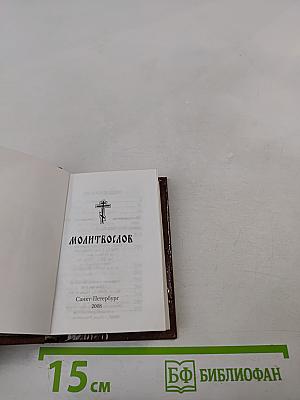 МОЛИТВОСЛОВ
Санкт-Петербург
2008
15 см
БФ БИБЛИОФАН